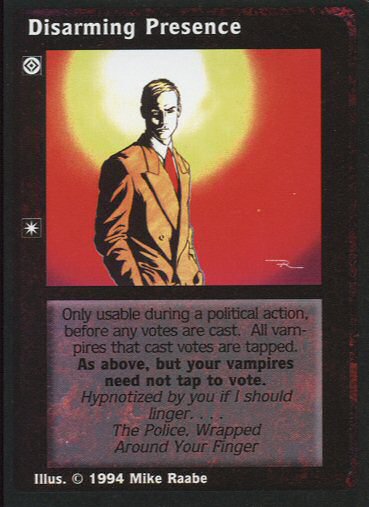 Disarming Presence
Only usable during a political action,
before any votes are cast. All vam-
pires that cast votes are tapped.
As above, but your vampires
need not tap to vote.
Hypnotized by you if I should
linger. . . .
The Police, Wrapped
Around Your Finger
Illus. © 1994 Mike Raabe